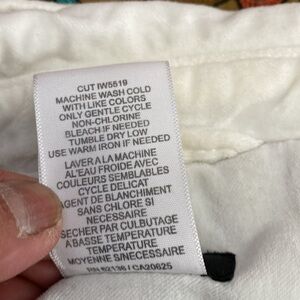 CUT IW5519
MACHINE WASH COLD
WITH LIKE COLORS
ONLY GENTLE CYCLE
NON-CHLORINE
BLEACH IF NEEDED
TUMBLE DRY LOW
USE WARM IRON IF NEEDED
LAVER A LA MACHINE
AL'EAU FROIDE AVEC
COULEURS SEMBLABLES
CYCLE DELICAT
AGENT DE BLANCHIMENT
SANS CHLORE SI
NECESSAIRE
SECHER PAR CULBUTAGE
A BASSE TEMPERATURE
TEMPERATURE
MOYENNE S/NECESSAIRE
RN 52136 / CA20625